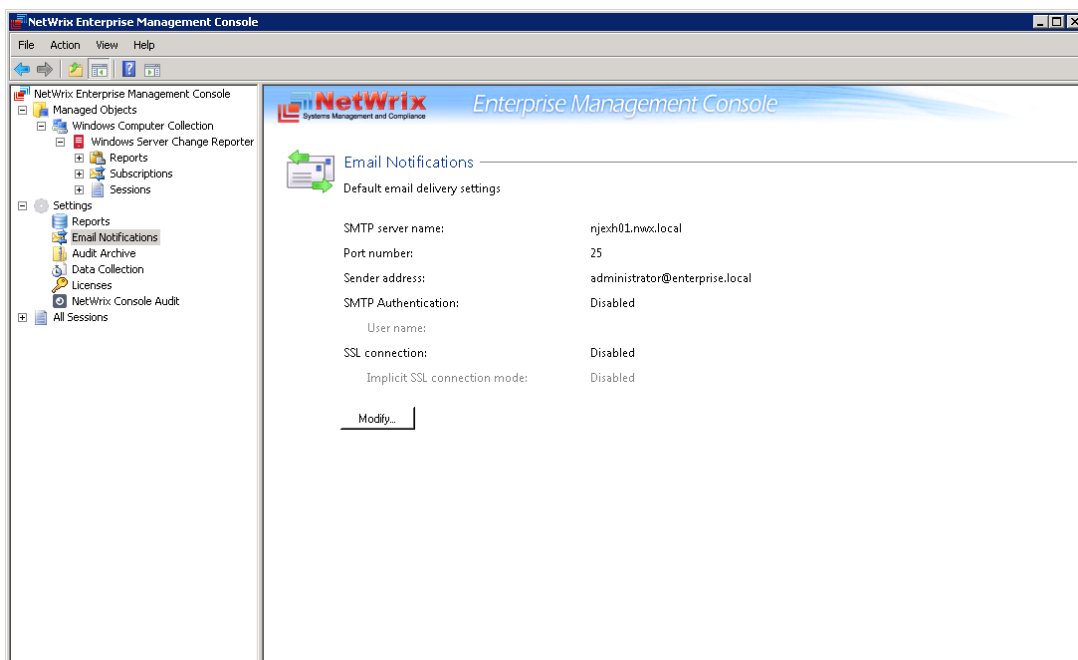 NetWrix Enterprise Management Console
File Action View Help
NetWrix Enterprise Management Console
Managed Objects
Windows Computer Collection
Windows Server Change Reporter
Reports
Subscriptions
Sessions
Settings
Reports
Email Notifications
Audit Archive
Data Collection
Licenses
NetWrix Console Audit
All Sessions
NetWrix
Systems Management and Compliance
Enterprise Management Console
Email Notifications
Default email delivery settings
SMTP server name: njexh01.nwx.local
Port number: 25
Sender address: administrator@enterprise.local
SMTP Authentication: Disabled
User name:
SSL connection: Disabled
Implicit SSL connection mode: Disabled
Modify...